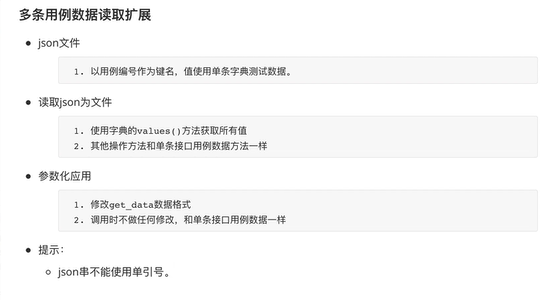 多条用例数据读取扩展
json文件
1. 以用例编号作为键名，值使用单条字典测试数据。
读取json为文件
1. 使用字典的values()方法获取所有值
2. 其他操作方法和单条接口用例数据方法一样
参数化应用
1. 修改get_data数据格式
2. 调用时不做任何修改，和单条接口用例数据一样
提示：
json串不能使用单引号。